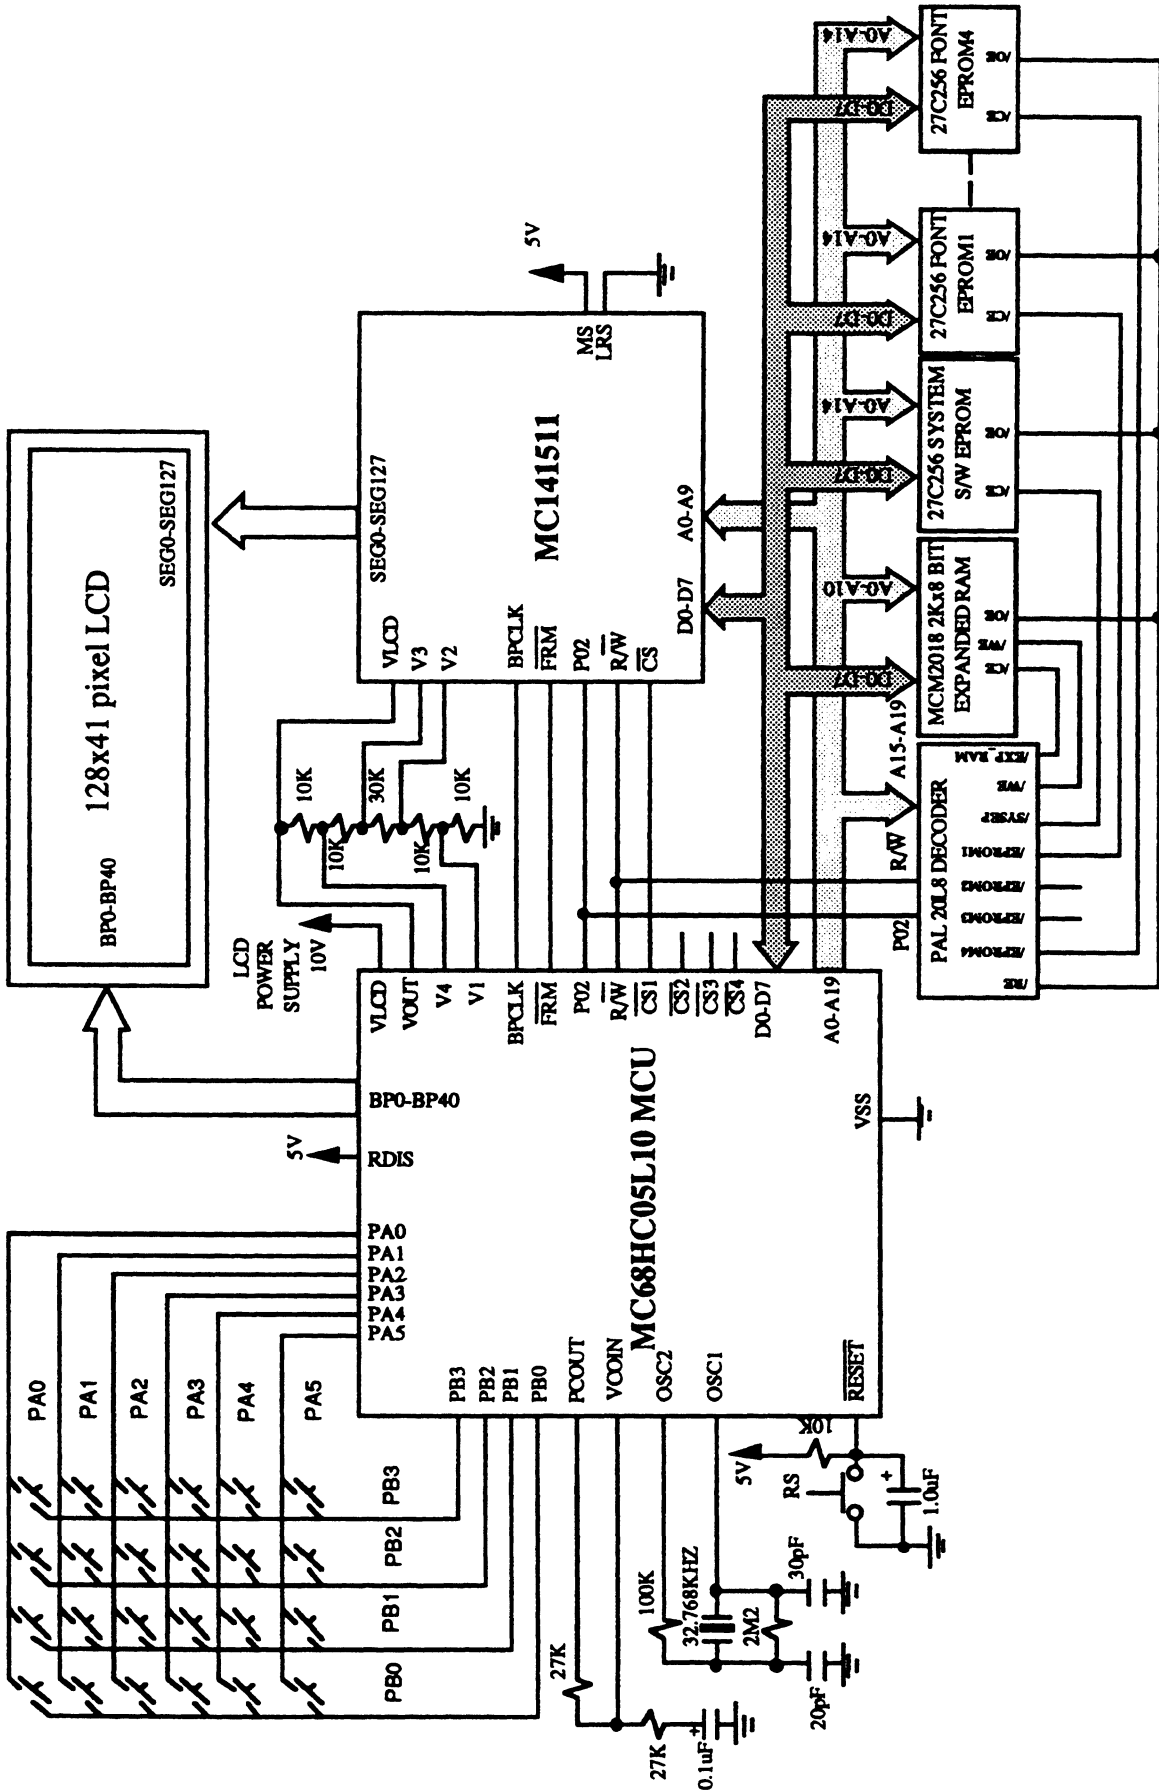 128x41 pixel LCD
BP0-BP40
SEG0-SEG127
LCD
POWER
SUPPLY
10V
10K
10K
30K
10K
10K
5V
MC141511
SEG0-SEG127
VLCD
V3
V2
BPCLK
FRM
P02
R/W
CS
D0-D7
A0-A9
MS
LRS
5V
MC68HC05L10 MCU
BP0-BP40
RDIS
PA0
PA1
PA2
PA3
PA4
PA5
PB3
PB2
PB1
PB0
PCOUT
VCOIN
OSC2
OSC1
RESET
VLCD
VOUT
V4
V1
BPCLK
FRM
P02
R/W
CS1
CS2
CS3
CS4
D0-D7
A0-A19
VSS
PA0
PA1
PA2
PA3
PA4
PA5
PB0
PB1
PB2
PB3
27K
27K
0.1uF
+
100K
32.768KHZ
2M2
20pF
30pF
5V
10K
RS
+
1.0uF
P02
R/W
A15-A19
PAL 20L8 DECODER
/RE
/EPROM4
/EPROM3
/EPROM2
/EPROM1
/SYSEP
/WE
/EXP_RAM
D0-D7
A0-A10
MCM2018 2Kx8 BIT
EXPANDED RAM
/CE
/WE
/OE
D0-D7
A0-A14
27C256 SYSTEM
S/W EPROM
/CE
/OE
D0-D7
A0-A14
27C256 FONT
EPROM1
/CE
/OE
D0-D7
A0-A14
27C256 FONT
EPROM4
/CE
/OE